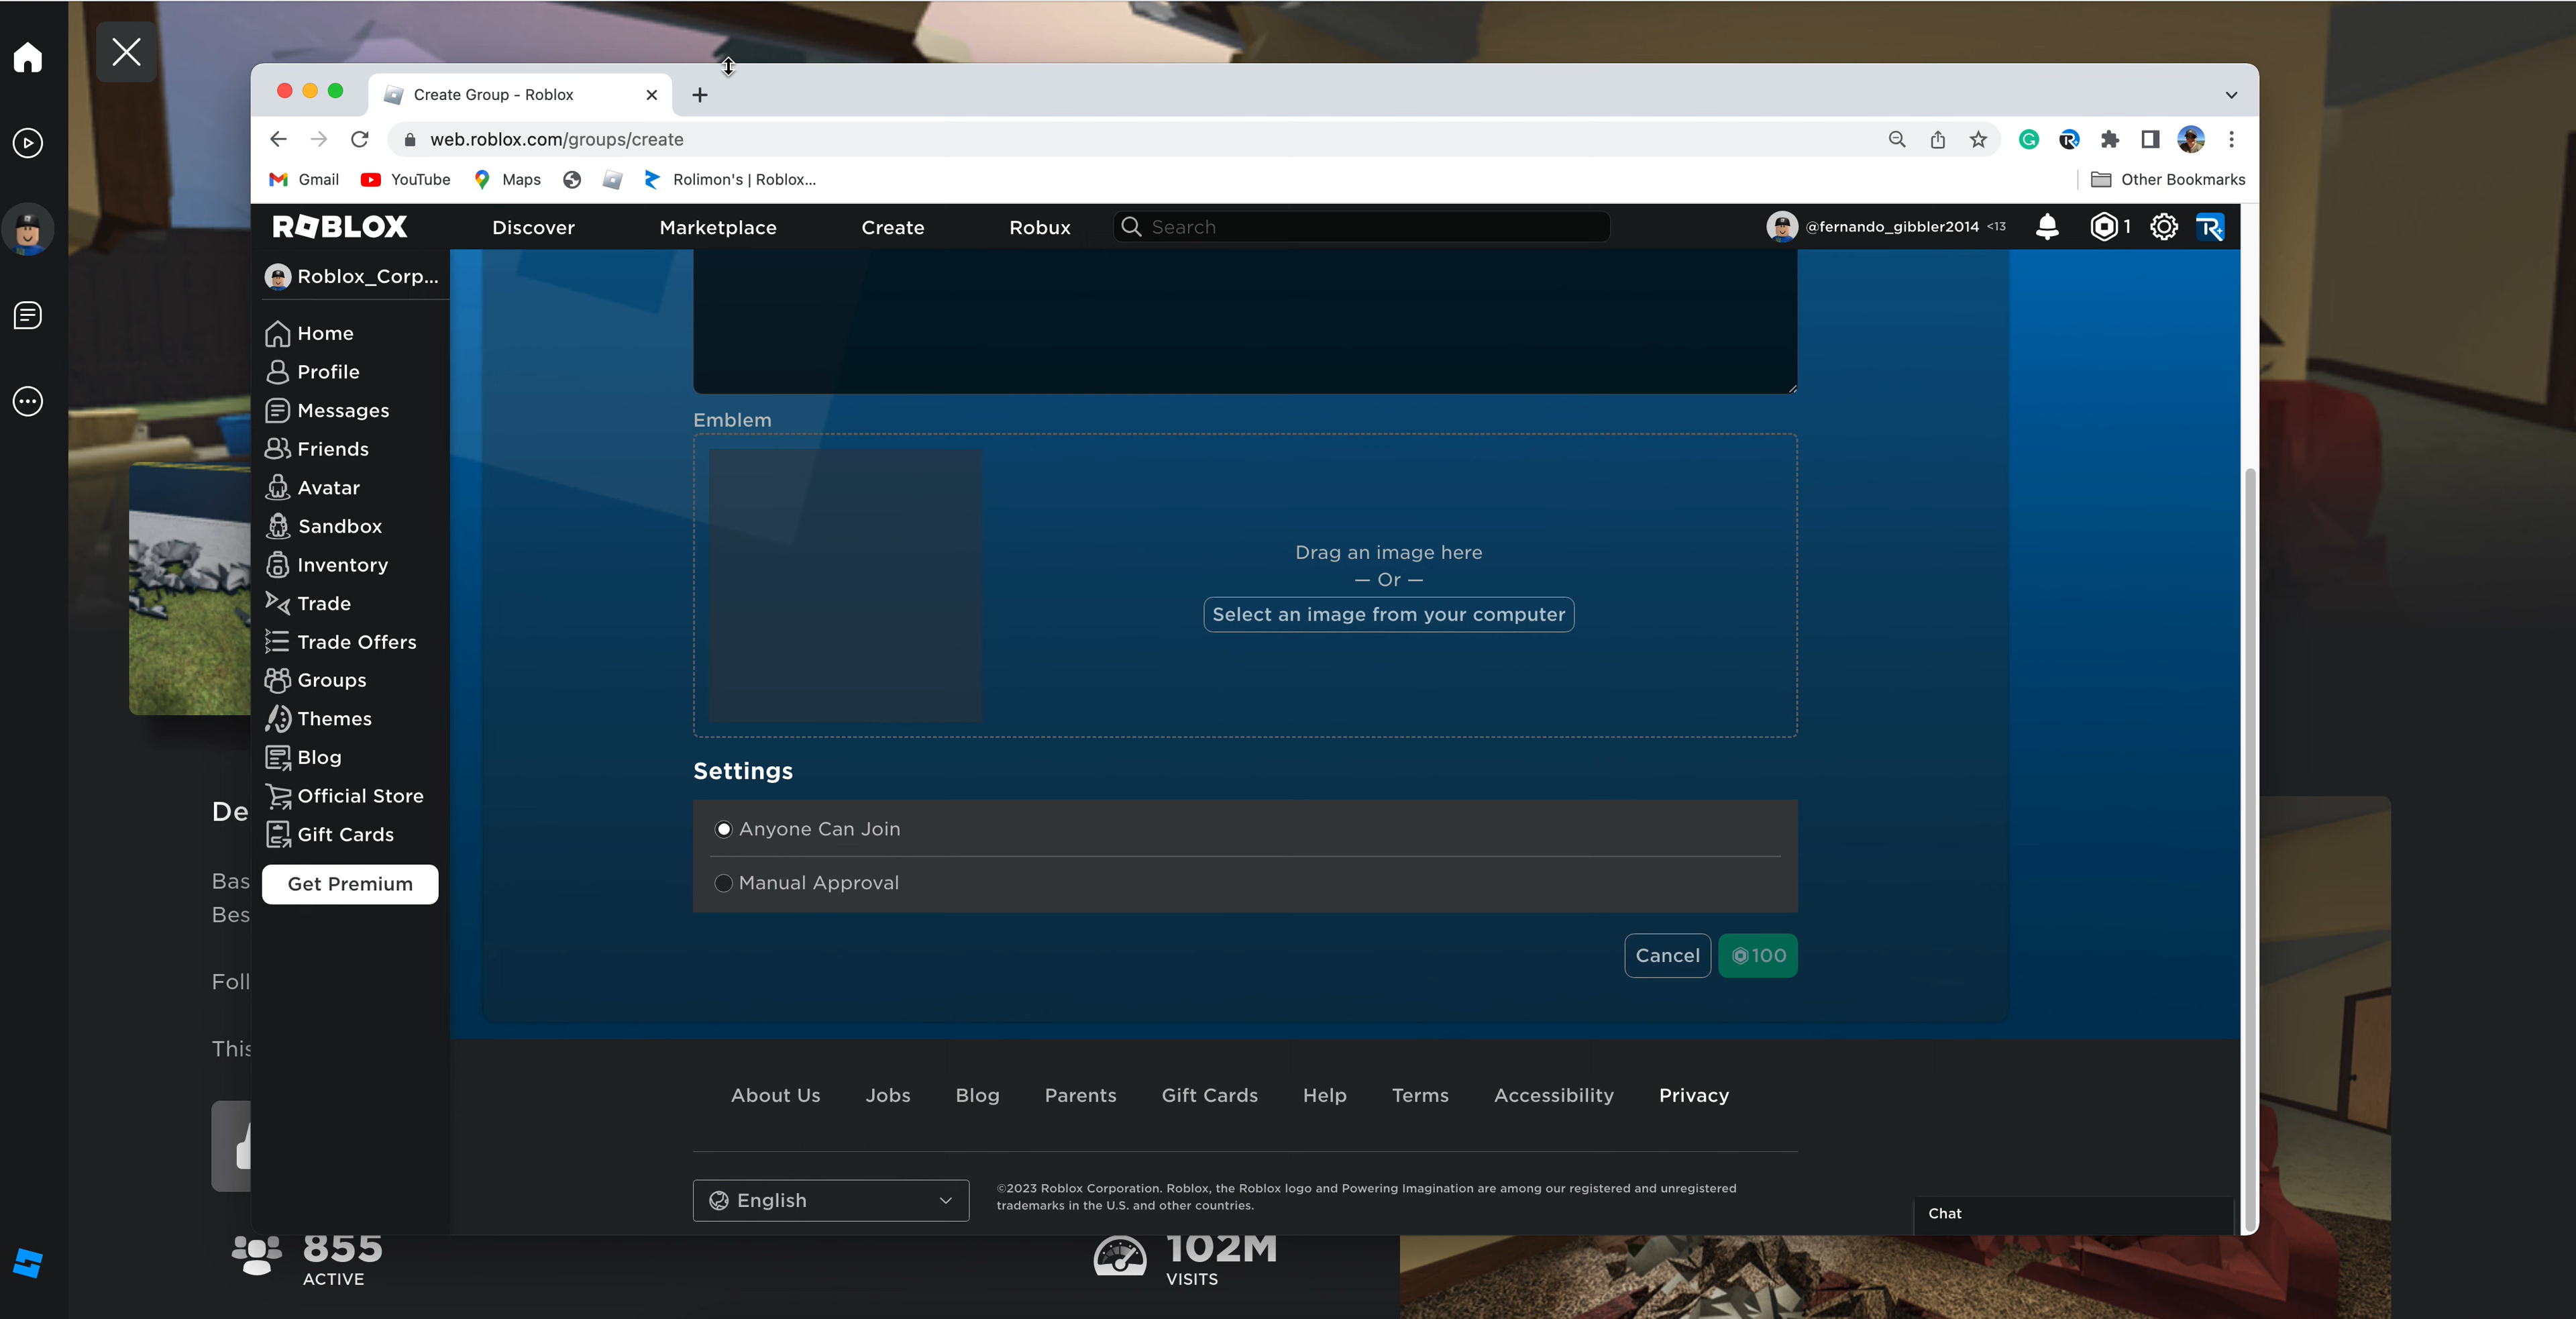 Create Group - Roblox
web.roblox.com/groups/create
Gmail YouTube Maps Rolimon's | Roblox... Other Bookmarks
ROBLOX Discover Marketplace Create Robux Search @fernando_gibbler2014 <13 1
Roblox_Corp...
Home
Profile
Messages
Friends
Avatar
Sandbox
Inventory
Trade
Trade Offers
Groups
Themes
Blog
Official Store
Gift Cards
Get Premium
Emblem
Drag an image here
— Or —
Select an image from your computer
Settings
Anyone Can Join
Manual Approval
Cancel 100
About Us Jobs Blog Parents Gift Cards Help Terms Accessibility Privacy
English
©2023 Roblox Corporation. Roblox, the Roblox logo and Powering Imagination are among our registered and unregistered
trademarks in the U.S. and other countries.
Chat
De
Bas
Bes
Foll
This
855
ACTIVE
102M
VISITS